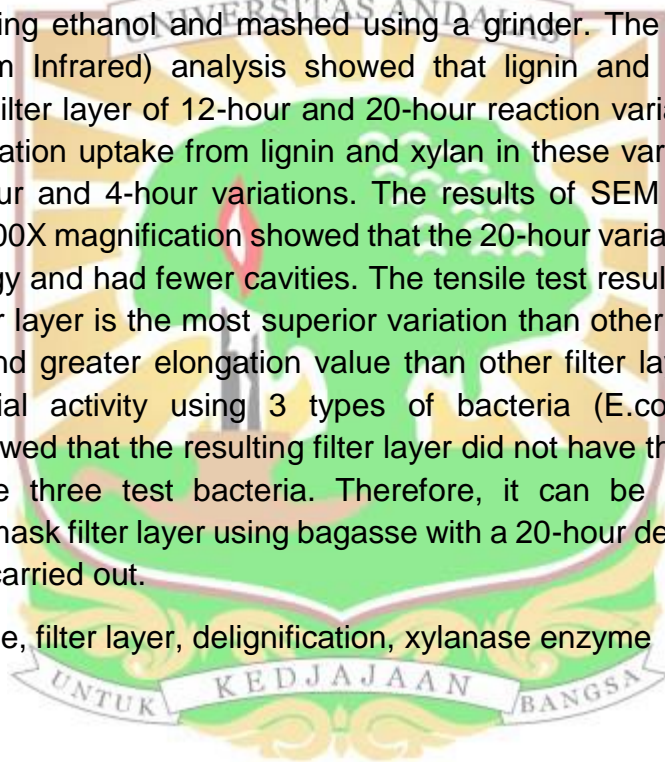 UNIVERSITAS ANDALAS
ing ethanol and mashed using a grinder. The
m Infrared) analysis showed that lignin and
filter layer of 12-hour and 20-hour reaction varia
ation uptake from lignin and xylan in these var
ur and 4-hour variations. The results of SEM
00X magnification showed that the 20-hour varia
gy and had fewer cavities. The tensile test resul
r layer is the most superior variation than other
nd greater elongation value than other filter la
ial activity using 3 types of bacteria (E.co
wed that the resulting filter layer did not have th
e three test bacteria. Therefore, it can be
mask filter layer using bagasse with a 20-hour de
carried out.
e, filter layer, delignification, xylanase enzyme
UNTUK KEDJAJAAN BANGSA